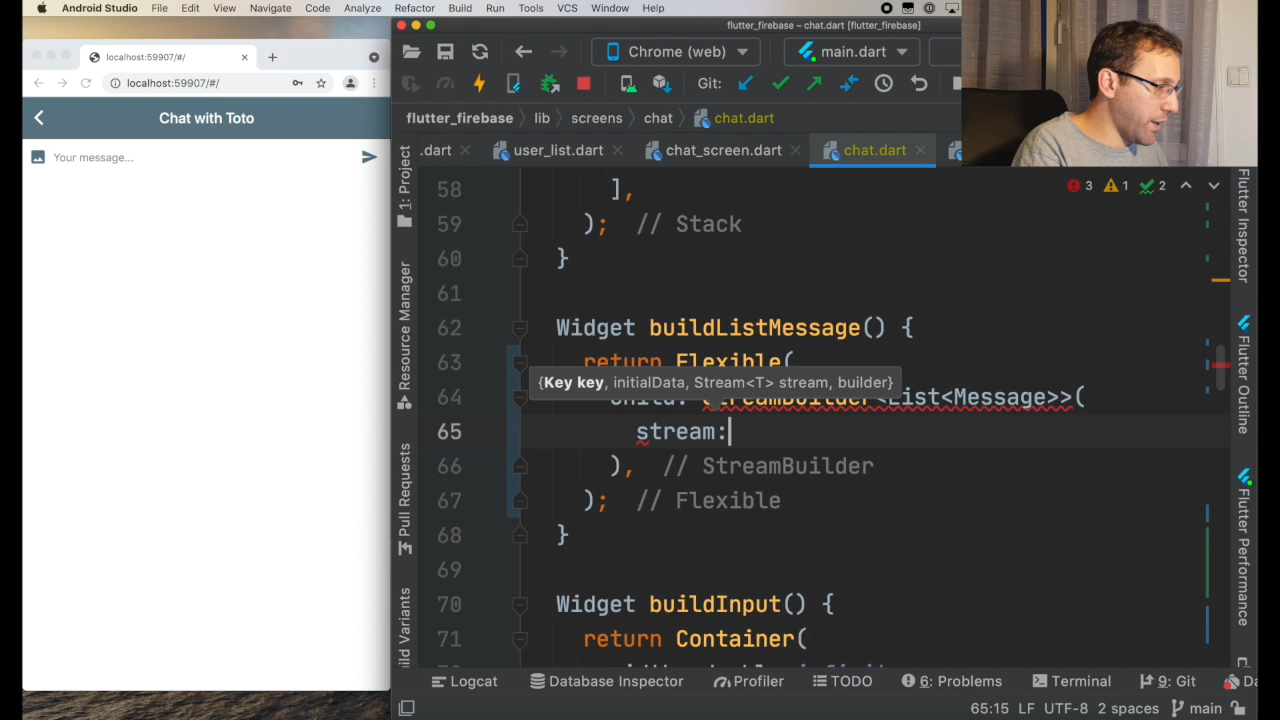 Android Studio File Edit View Navigate Code Analyze Refactor Build Run Tools VCS Window Help
flutter_firebase – chat.dart [flutter_firebase]
localhost:59907/#/
Chrome (web) main.dart
localhost:59907/#/
Git:
Chat with Toto
flutter_firebase lib screens chat chat.dart
.dart user_list.dart chat_screen.dart chat.dart
Your message...
3 1 2
58 ],
59 ); // Stack
60 }
61
62 Widget buildListMessage() {
63 return Flexible(
{Key key, initialData, Stream<T> stream, builder}
64 child: StreamBuilder<List<Message>>(
65 stream:
66 ), // StreamBuilder
67 ); // Flexible
68 }
69
70 Widget buildInput() {
71 return Container(
1: Project
Resource Manager
Pull Requests
ild Variants
Flutter Inspector
Flutter Outline
Flutter Performance
Logcat Database Inspector Profiler TODO 6: Problems Terminal 9: Git Da
65:15 LF UTF-8 2 spaces main